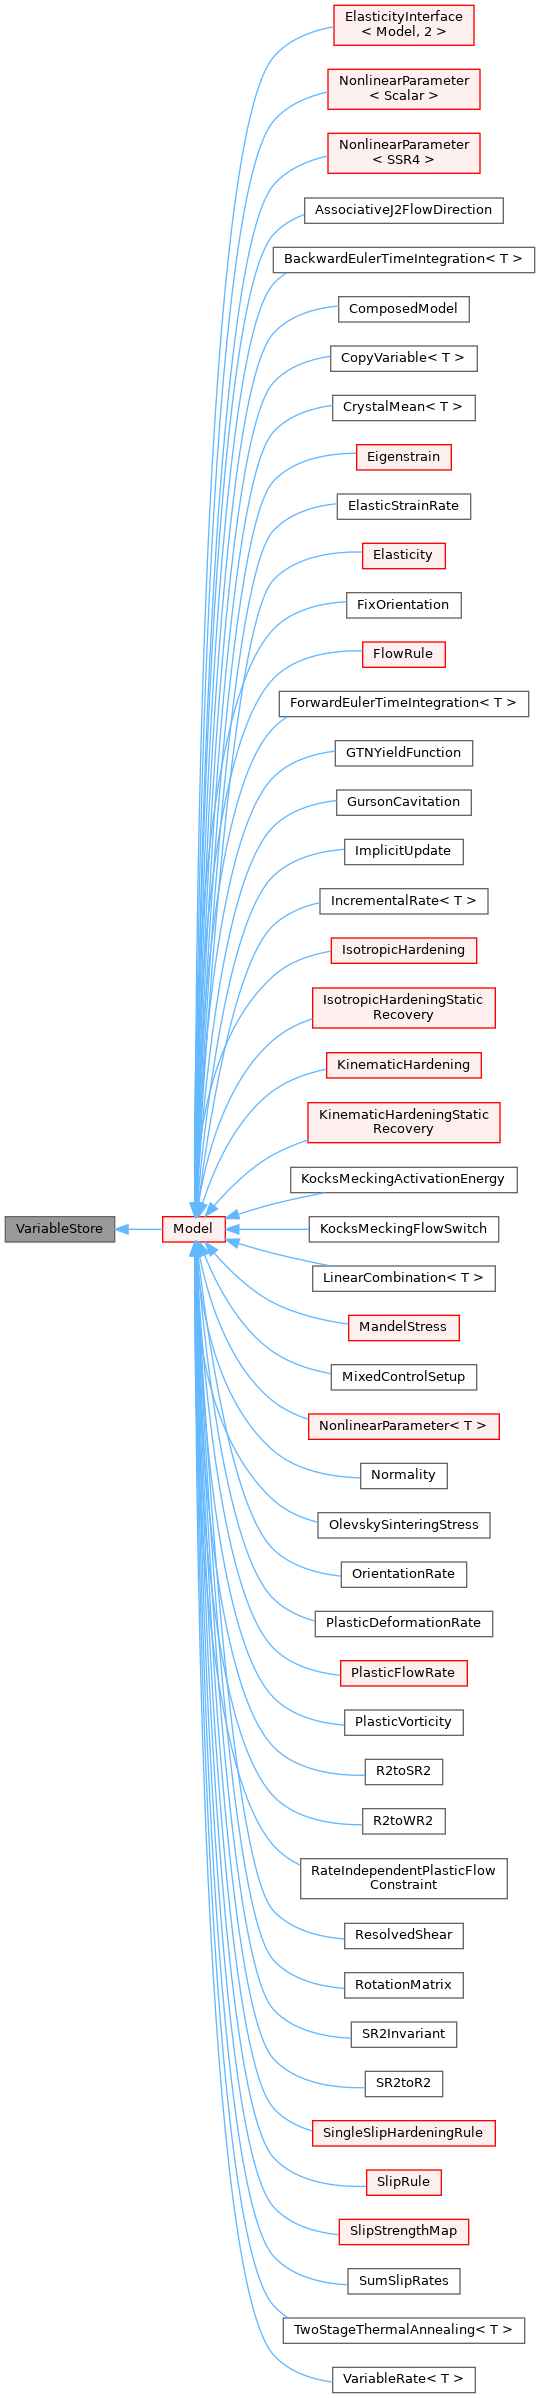 ElasticityInterface
< Model, 2 >
NonlinearParameter
< Scalar >
NonlinearParameter
< SSR4 >
AssociativeJ2FlowDirection
BackwardEulerTimeIntegration< T >
ComposedModel
CopyVariable< T >
CrystalMean< T >
Eigenstrain
ElasticStrainRate
Elasticity
FixOrientation
FlowRule
ForwardEulerTimeIntegration< T >
GTNYieldFunction
GursonCavitation
ImplicitUpdate
IncrementalRate< T >
IsotropicHardening
IsotropicHardeningStatic
Recovery
KinematicHardening
KinematicHardeningStatic
Recovery
KocksMeckingActivationEnergy
VariableStore
Model
KocksMeckingFlowSwitch
LinearCombination< T >
MandelStress
MixedControlSetup
NonlinearParameter< T >
Normality
OlevskySinteringStress
OrientationRate
PlasticDeformationRate
PlasticFlowRate
PlasticVorticity
R2toSR2
R2toWR2
RateIndependentPlasticFlow
Constraint
ResolvedShear
RotationMatrix
SR2Invariant
SR2toR2
SingleSlipHardeningRule
SlipRule
SlipStrengthMap
SumSlipRates
TwoStageThermalAnnealing< T >
VariableRate< T >